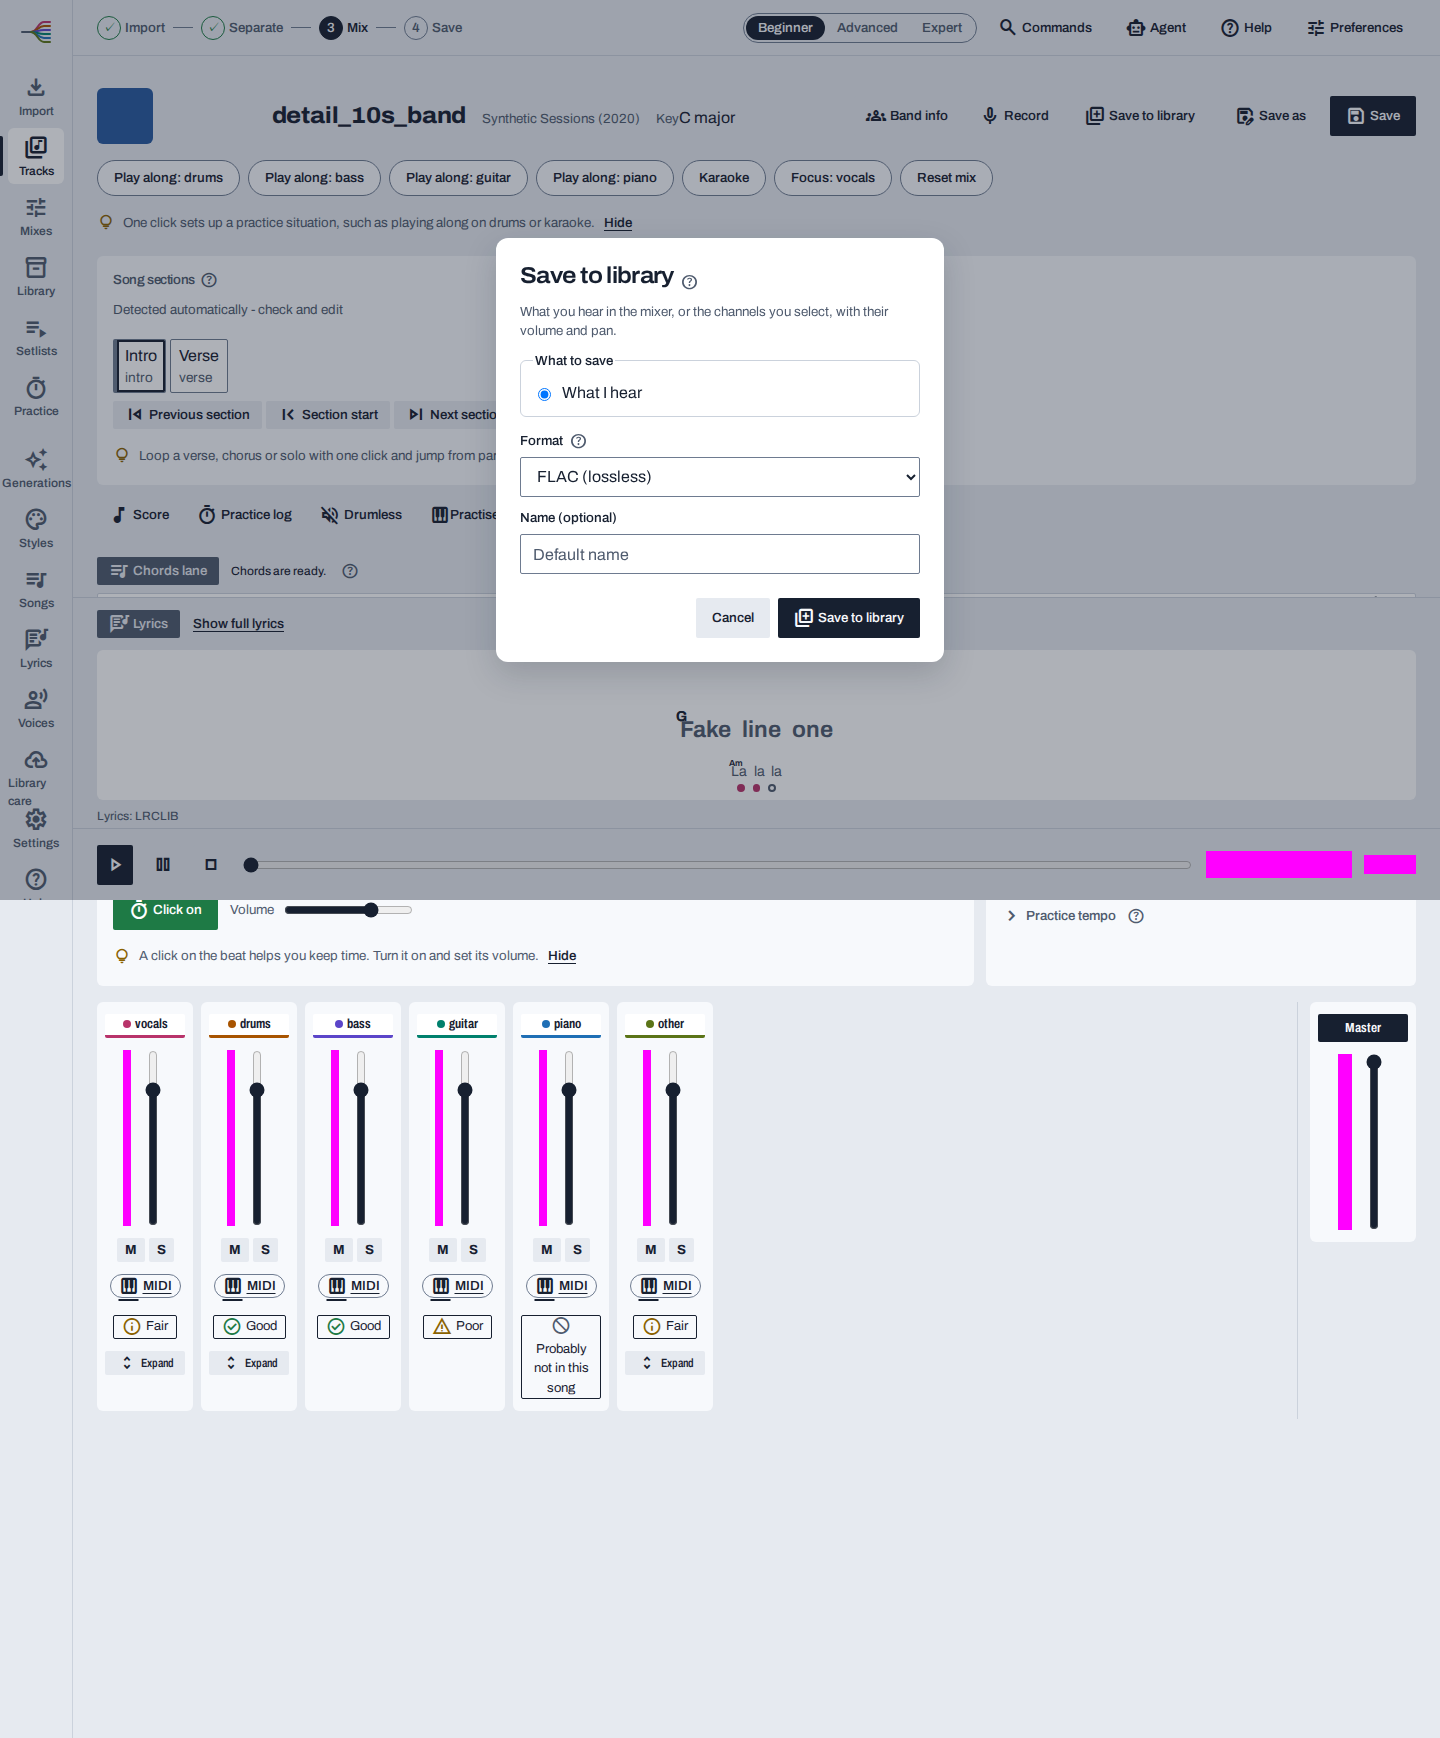 Import
Separate
3 Mix
4 Save
Beginner
Advanced
Expert
Commands
Agent
Help
Preferences
Import
Tracks
Mixes
Library
Setlists
Practice
Generations
Styles
Songs
Lyrics
Voices
Library care
Settings
detail_10s_band
Synthetic Sessions (2020)
Key C major
Band info
Record
Save to library
Save as
Save
Play along: drums
Play along: bass
Play along: guitar
Play along: piano
Karaoke
Focus: vocals
Reset mix
One click sets up a practice situation, such as playing along on drums or karaoke. Hide
Song sections
Detected automatically - check and edit
Intro
intro
Verse
verse
Previous section
Section start
Next sectio
Loop a verse, chorus or solo with one click and jump from par
Score
Practice log
Drumless
Practise
Chords lane
Chords are ready.
Save to library
What you hear in the mixer, or the channels you select, with their
volume and pan.
What to save
What I hear
Format
FLAC (lossless)
Name (optional)
Default name
Cancel
Save to library
Lyrics
Show full lyrics
G
Fake line one
Am
La la la
Lyrics: LRCLIB
Click on
Volume
A click on the beat helps you keep time. Turn it on and set its volume. Hide
Practice tempo
vocals
drums
bass
guitar
piano
other
Master
M S
M S
M S
M S
M S
M S
MIDI
MIDI
MIDI
MIDI
MIDI
MIDI
Fair
Good
Good
Poor
Probably
not in this
song
Fair
Expand
Expand
Expand